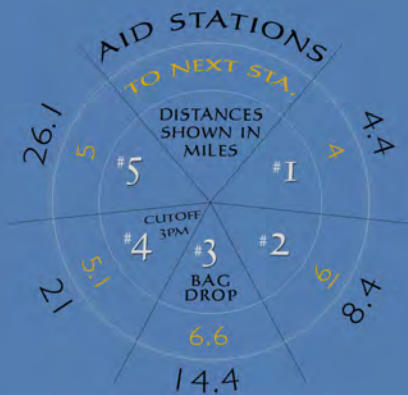 AID STATIONS
TO NEXT STA.
DISTANCES
SHOWN IN
MILES
#1
4
4.4
#2
6
8.4
#3
BAG
DROP
6.6
14.4
CUTOFF
3PM
#4
5.1
21
#5
5
26.1